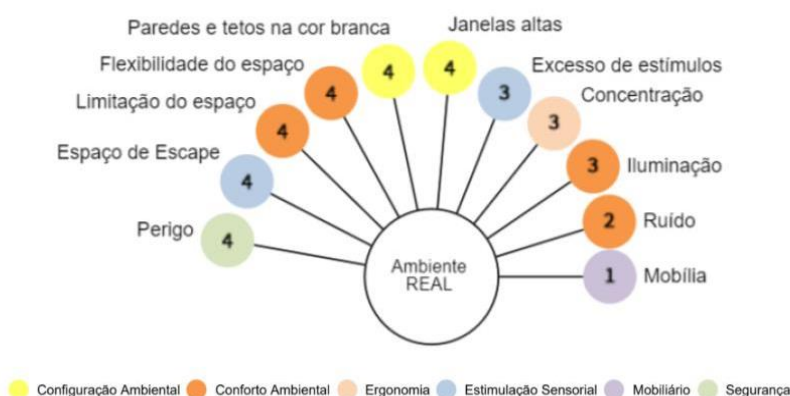 Paredes e tetos na cor branca
4
Janelas altas
4
Flexibilidade do espaço
4
Excesso de estímulos
3
Limitação do espaço
4
Concentração
3
Espaço de Escape
4
Iluminação
3
Perigo
4
Ruído
2
Ambiente
REAL
Mobília
1
Configuração Ambiental
Conforto Ambiental
Ergonomia
Estimulação Sensorial
Mobiliário
Segurança